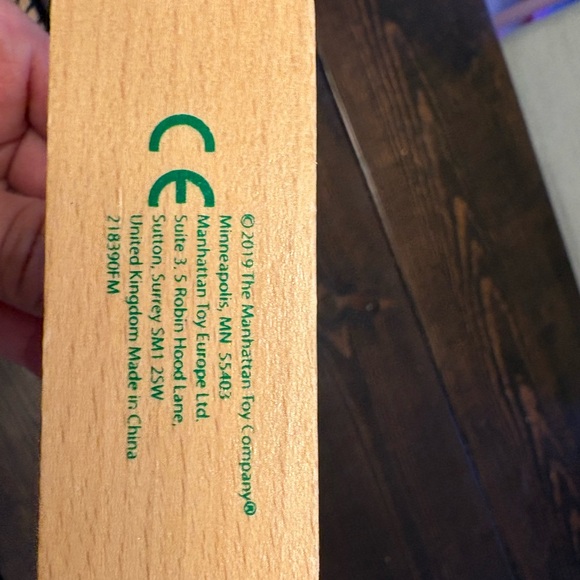 CE
©2019 The Manhattan Toy Company®
Minneapolis, MN 55403
Manhattan Toy Europe Ltd.
Suite 3, 5 Robin Hood Lane,
Sutton, Surrey SM1 2SW
United Kingdom Made in China
218390FM